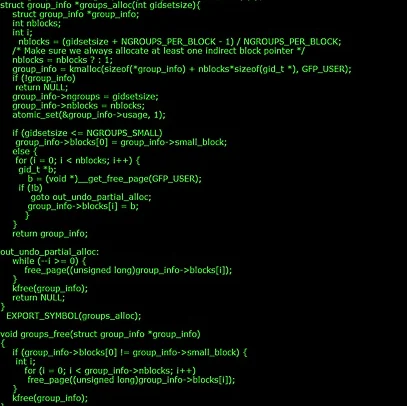 struct group_info *groups_alloc(int gidsetsize){
struct group_info *group_info;
int nblocks;
int i;
nblocks = (gidsetsize + NGROUPS_PER_BLOCK - 1) / NGROUPS_PER_BLOCK;
/* Make sure we always allocate at least one indirect block pointer */
nblocks = nblocks ? : 1;
group_info = kmalloc(sizeof(*group_info) + nblocks*sizeof(gid_t *), GFP_USER);
if (!group_info)
return NULL;
group_info->ngroups = gidsetsize;
group_info->nblocks = nblocks;
atomic_set(&group_info->usage, 1);
if (gidsetsize <= NGROUPS_SMALL)
group_info->blocks[0] = group_info->small_block;
else {
for (i = 0; i < nblocks; i++) {
gid_t *b;
b = (void *)__get_free_page(GFP_USER);
if (!b)
goto out_undo_partial_alloc;
group_info->blocks[i] = b;
}
}
return group_info;
out_undo_partial_alloc:
while (--i >= 0) {
free_page((unsigned long)group_info->blocks[i]);
}
kfree(group_info);
return NULL;
}
EXPORT_SYMBOL(groups_alloc);
void groups_free(struct group_info *group_info)
{
if (group_info->blocks[0] != group_info->small_block) {
int i;
for (i = 0; i < group_info->nblocks; i++)
free_page((unsigned long)group_info->blocks[i]);
}
kfree(group_info);